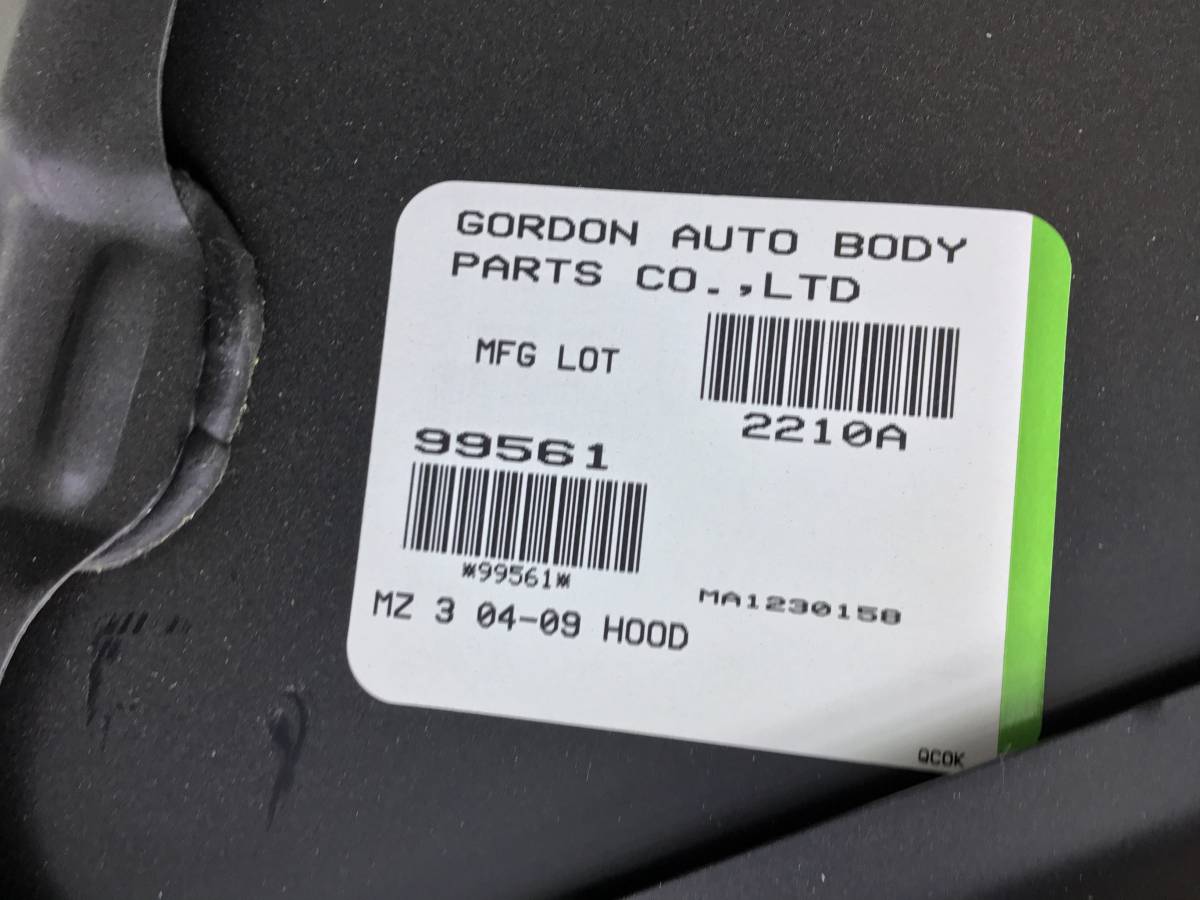 GORDON AUTO BODY
PARTS CO.,LTD
MFG LOT
2210A
99561
*99561*
MZ 3 04-09 HOOD
MA1230158
QCOK